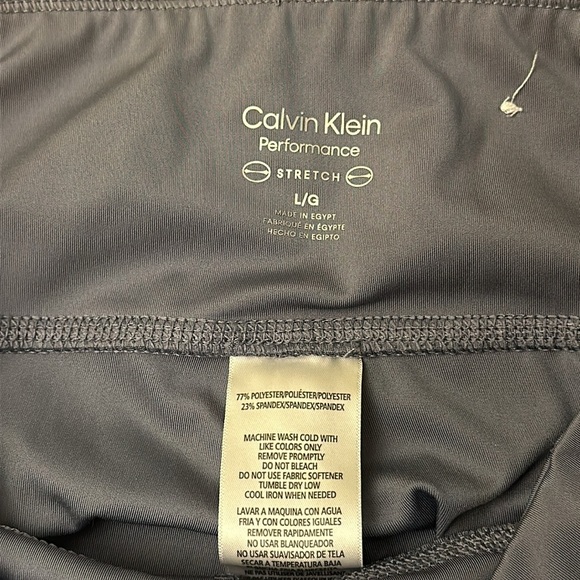 Calvin Klein
Performance
STRETCH
L/G
MADE IN EGYPT
FABRIQUÉ EN ÉGYPTE
HECHO EN EGIPTO
77% POLYESTER/POLIÉSTER/POLYESTER
23% SPANDEX/SPANDEX/SPANDEX
MACHINE WASH COLD WITH
LIKE COLORS ONLY
REMOVE PROMPTLY
DO NOT BLEACH
DO NOT USE FABRIC SOFTENER
TUMBLE DRY LOW
COOL IRON WHEN NEEDED
LAVAR A MAQUINA CON AGUA
FRIA Y CON COLORES IGUALES
REMOVER RAPIDAMENTE
NO USAR BLANQUEADOR
NO USAR SUAVISADOR DE TELA
SECAR A TEMPERATURA BAJA